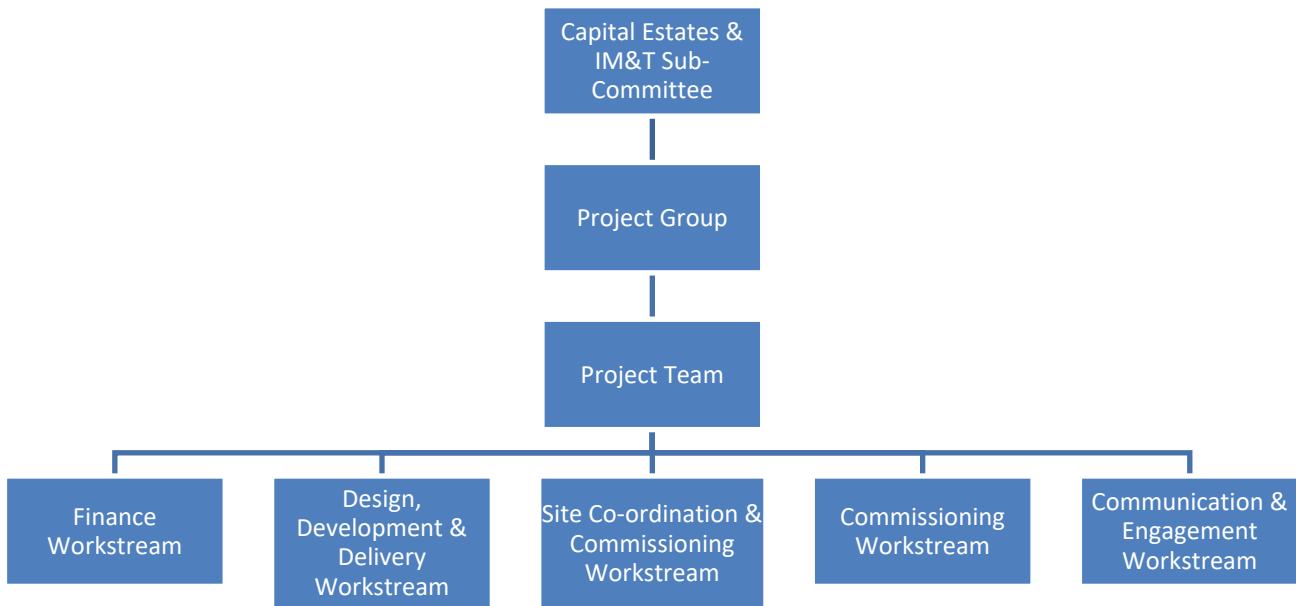 Capital Estates &
IM&T Sub-
Committee
Project Group
Project Team
Finance
Workstream
Design,
Development &
Delivery
Workstream
Site Co-ordination &
Commissioning
Workstream
Commissioning
Workstream
Communication &
Engagement
Workstream